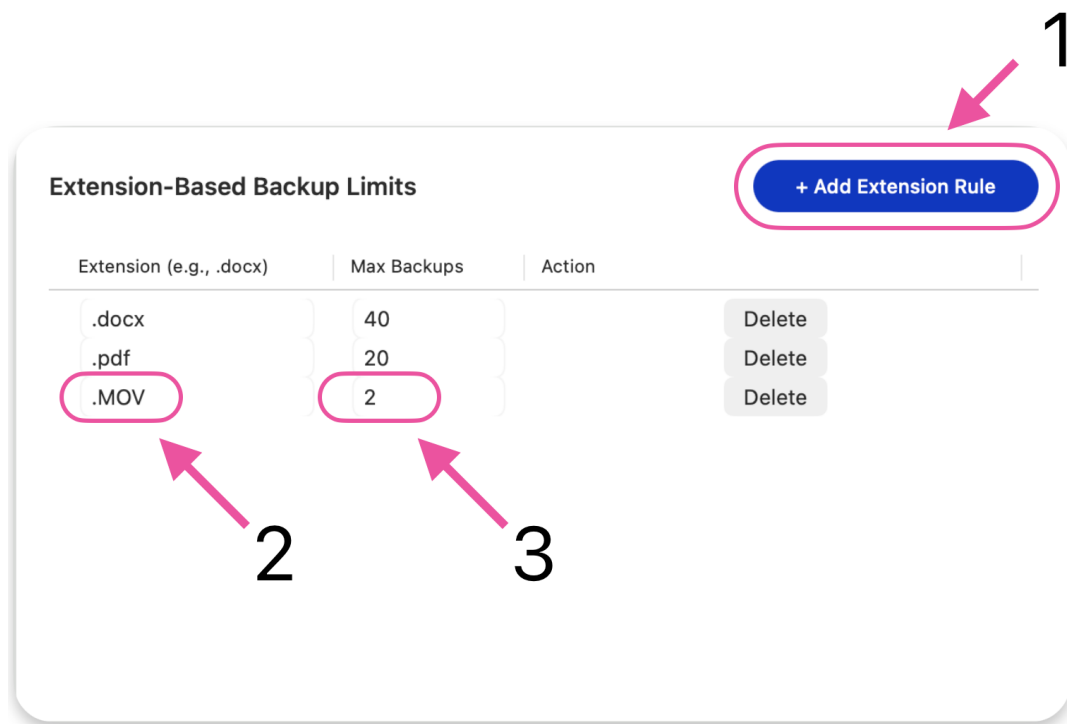 1
Extension-Based Backup Limits
+ Add Extension Rule
Extension (e.g., .docx) Max Backups Action
.docx 40 Delete
.pdf 20 Delete
.MOV 2 Delete
2 3